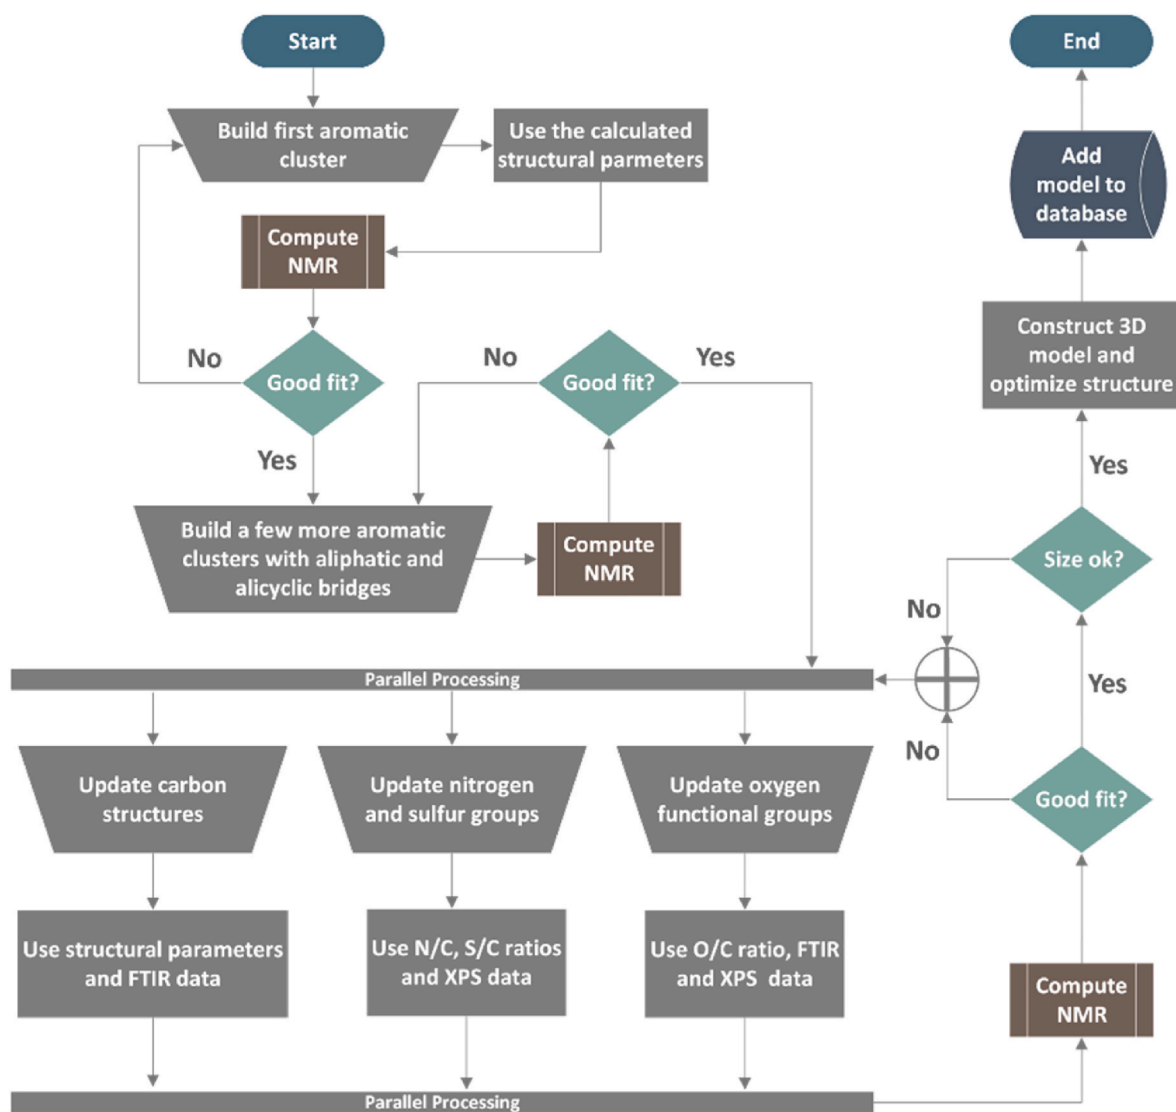 Start
Build first aromatic
cluster
Use the calculated
structural parmeters
Compute
NMR
No
Good fit?
Yes
Build a few more aromatic
clusters with aliphatic and
alicyclic bridges
Compute
NMR
No
Good fit?
Yes
Parallel Processing
Update carbon
structures
Update nitrogen
and sulfur groups
Update oxygen
functional groups
Use structural parameters
and FTIR data
Use N/C, S/C ratios
and XPS data
Use O/C ratio, FTIR
and XPS data
Parallel Processing
Compute
NMR
Good fit?
No
Yes
Size ok?
No
Yes
Construct 3D
model and
optimize structure
Add
model to
database
End